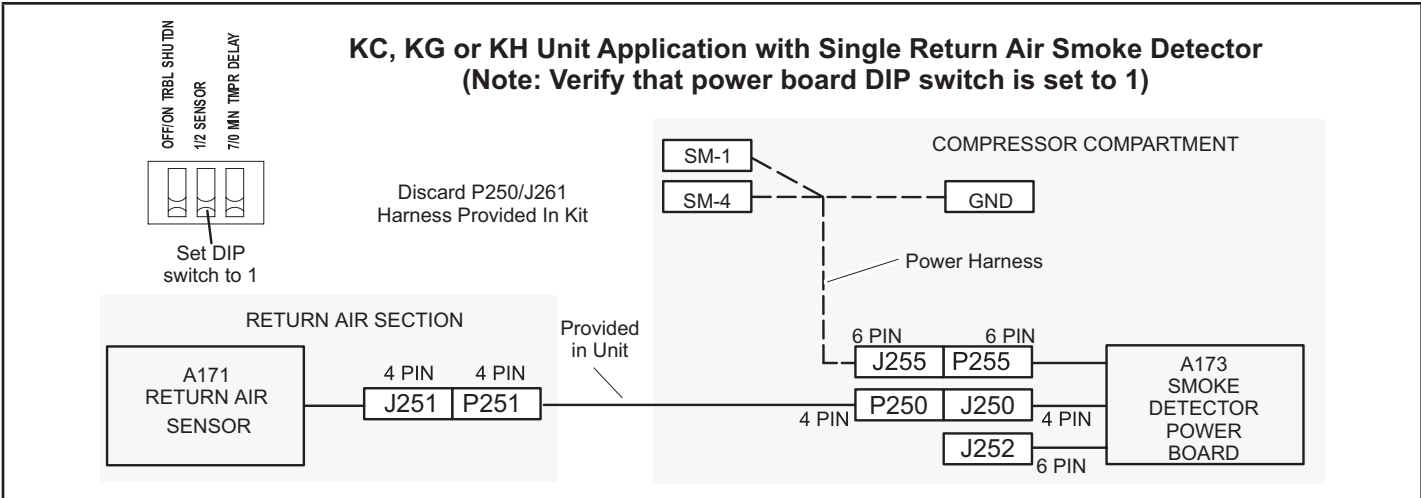 KC, KG or KH Unit Application with Single Return Air Smoke Detector
(Note: Verify that power board DIP switch is set to 1)
OFF/ON TRBL SHUTDN
1/2 SENSOR
7/0 MIN TMPR DELAY
Set DIP
switch to 1
Discard P250/J261
Harness Provided In Kit
COMPRESSOR COMPARTMENT
SM-1
SM-4
GND
Power Harness
RETURN AIR SECTION
Provided
in Unit
A171
RETURN AIR
SENSOR
4 PIN 4 PIN
J251 P251
6 PIN 6 PIN
J255 P255
4 PIN P250 J250 4 PIN
J252
6 PIN
A173
SMOKE
DETECTOR
POWER
BOARD